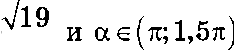 √19 и α ∈ (π; 1,5π)